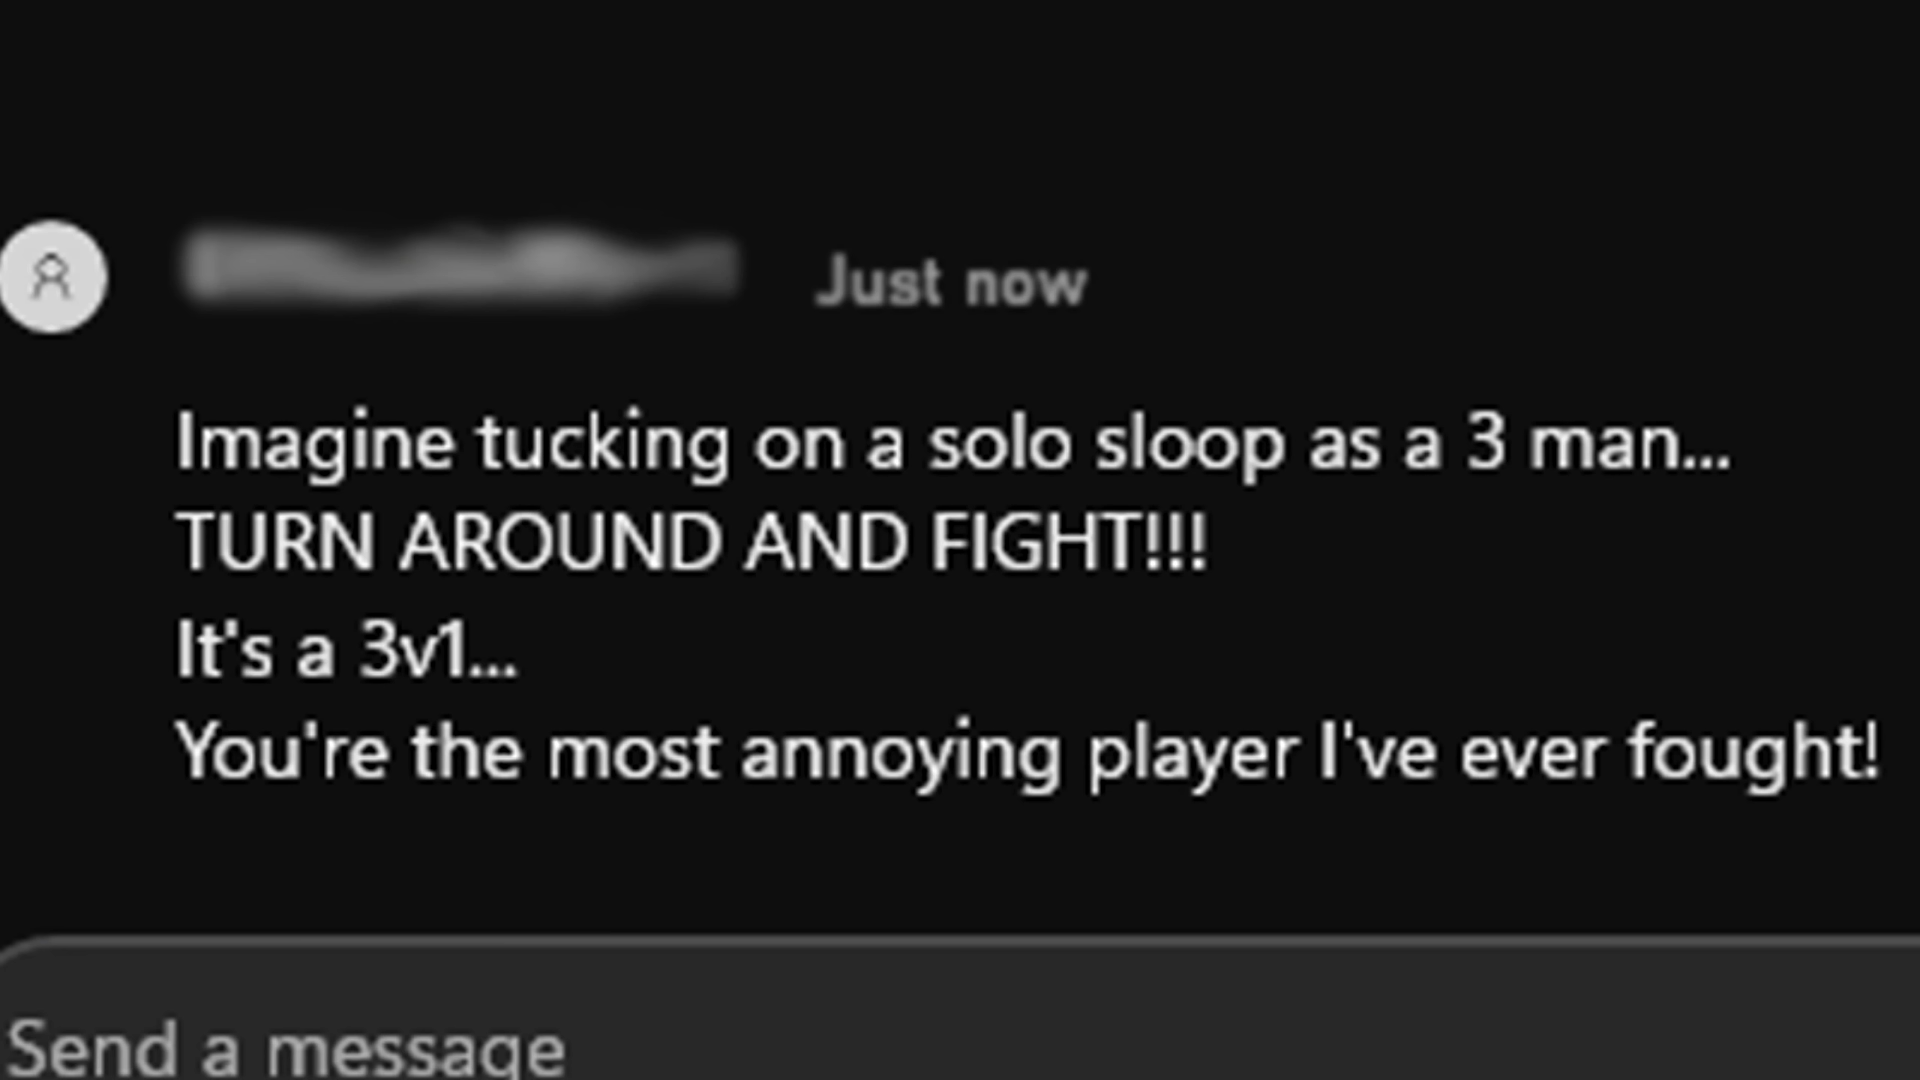 Just now
Imagine tucking on a solo sloop as a 3 man...
TURN AROUND AND FIGHT!!!
It's a 3v1...
You're the most annoying player I've ever fought!
Send a message